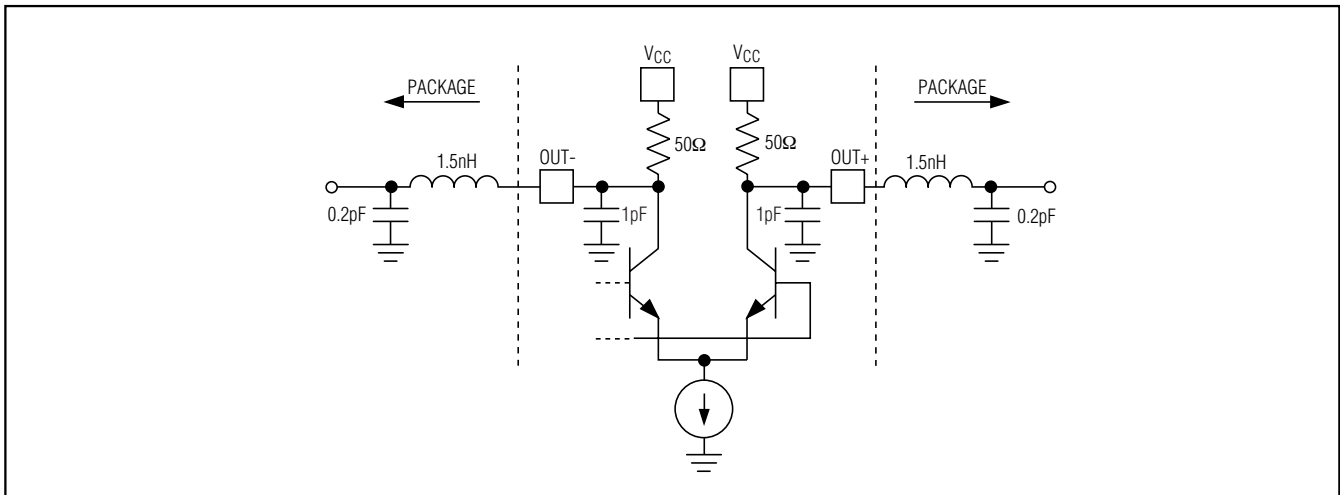 VCC VCC
PACKAGE PACKAGE
50Ω 50Ω
1.5nH OUT- OUT+ 1.5nH
0.2pF 1pF 1pF 0.2pF